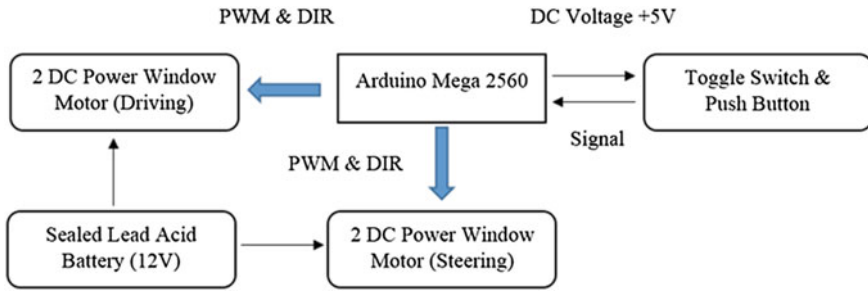 PWM & DIR
DC Voltage +5V
2 DC Power Window
Motor (Driving)
Arduino Mega 2560
Toggle Switch &
Push Button
Signal
PWM & DIR
Sealed Lead Acid
Battery (12V)
2 DC Power Window
Motor (Steering)